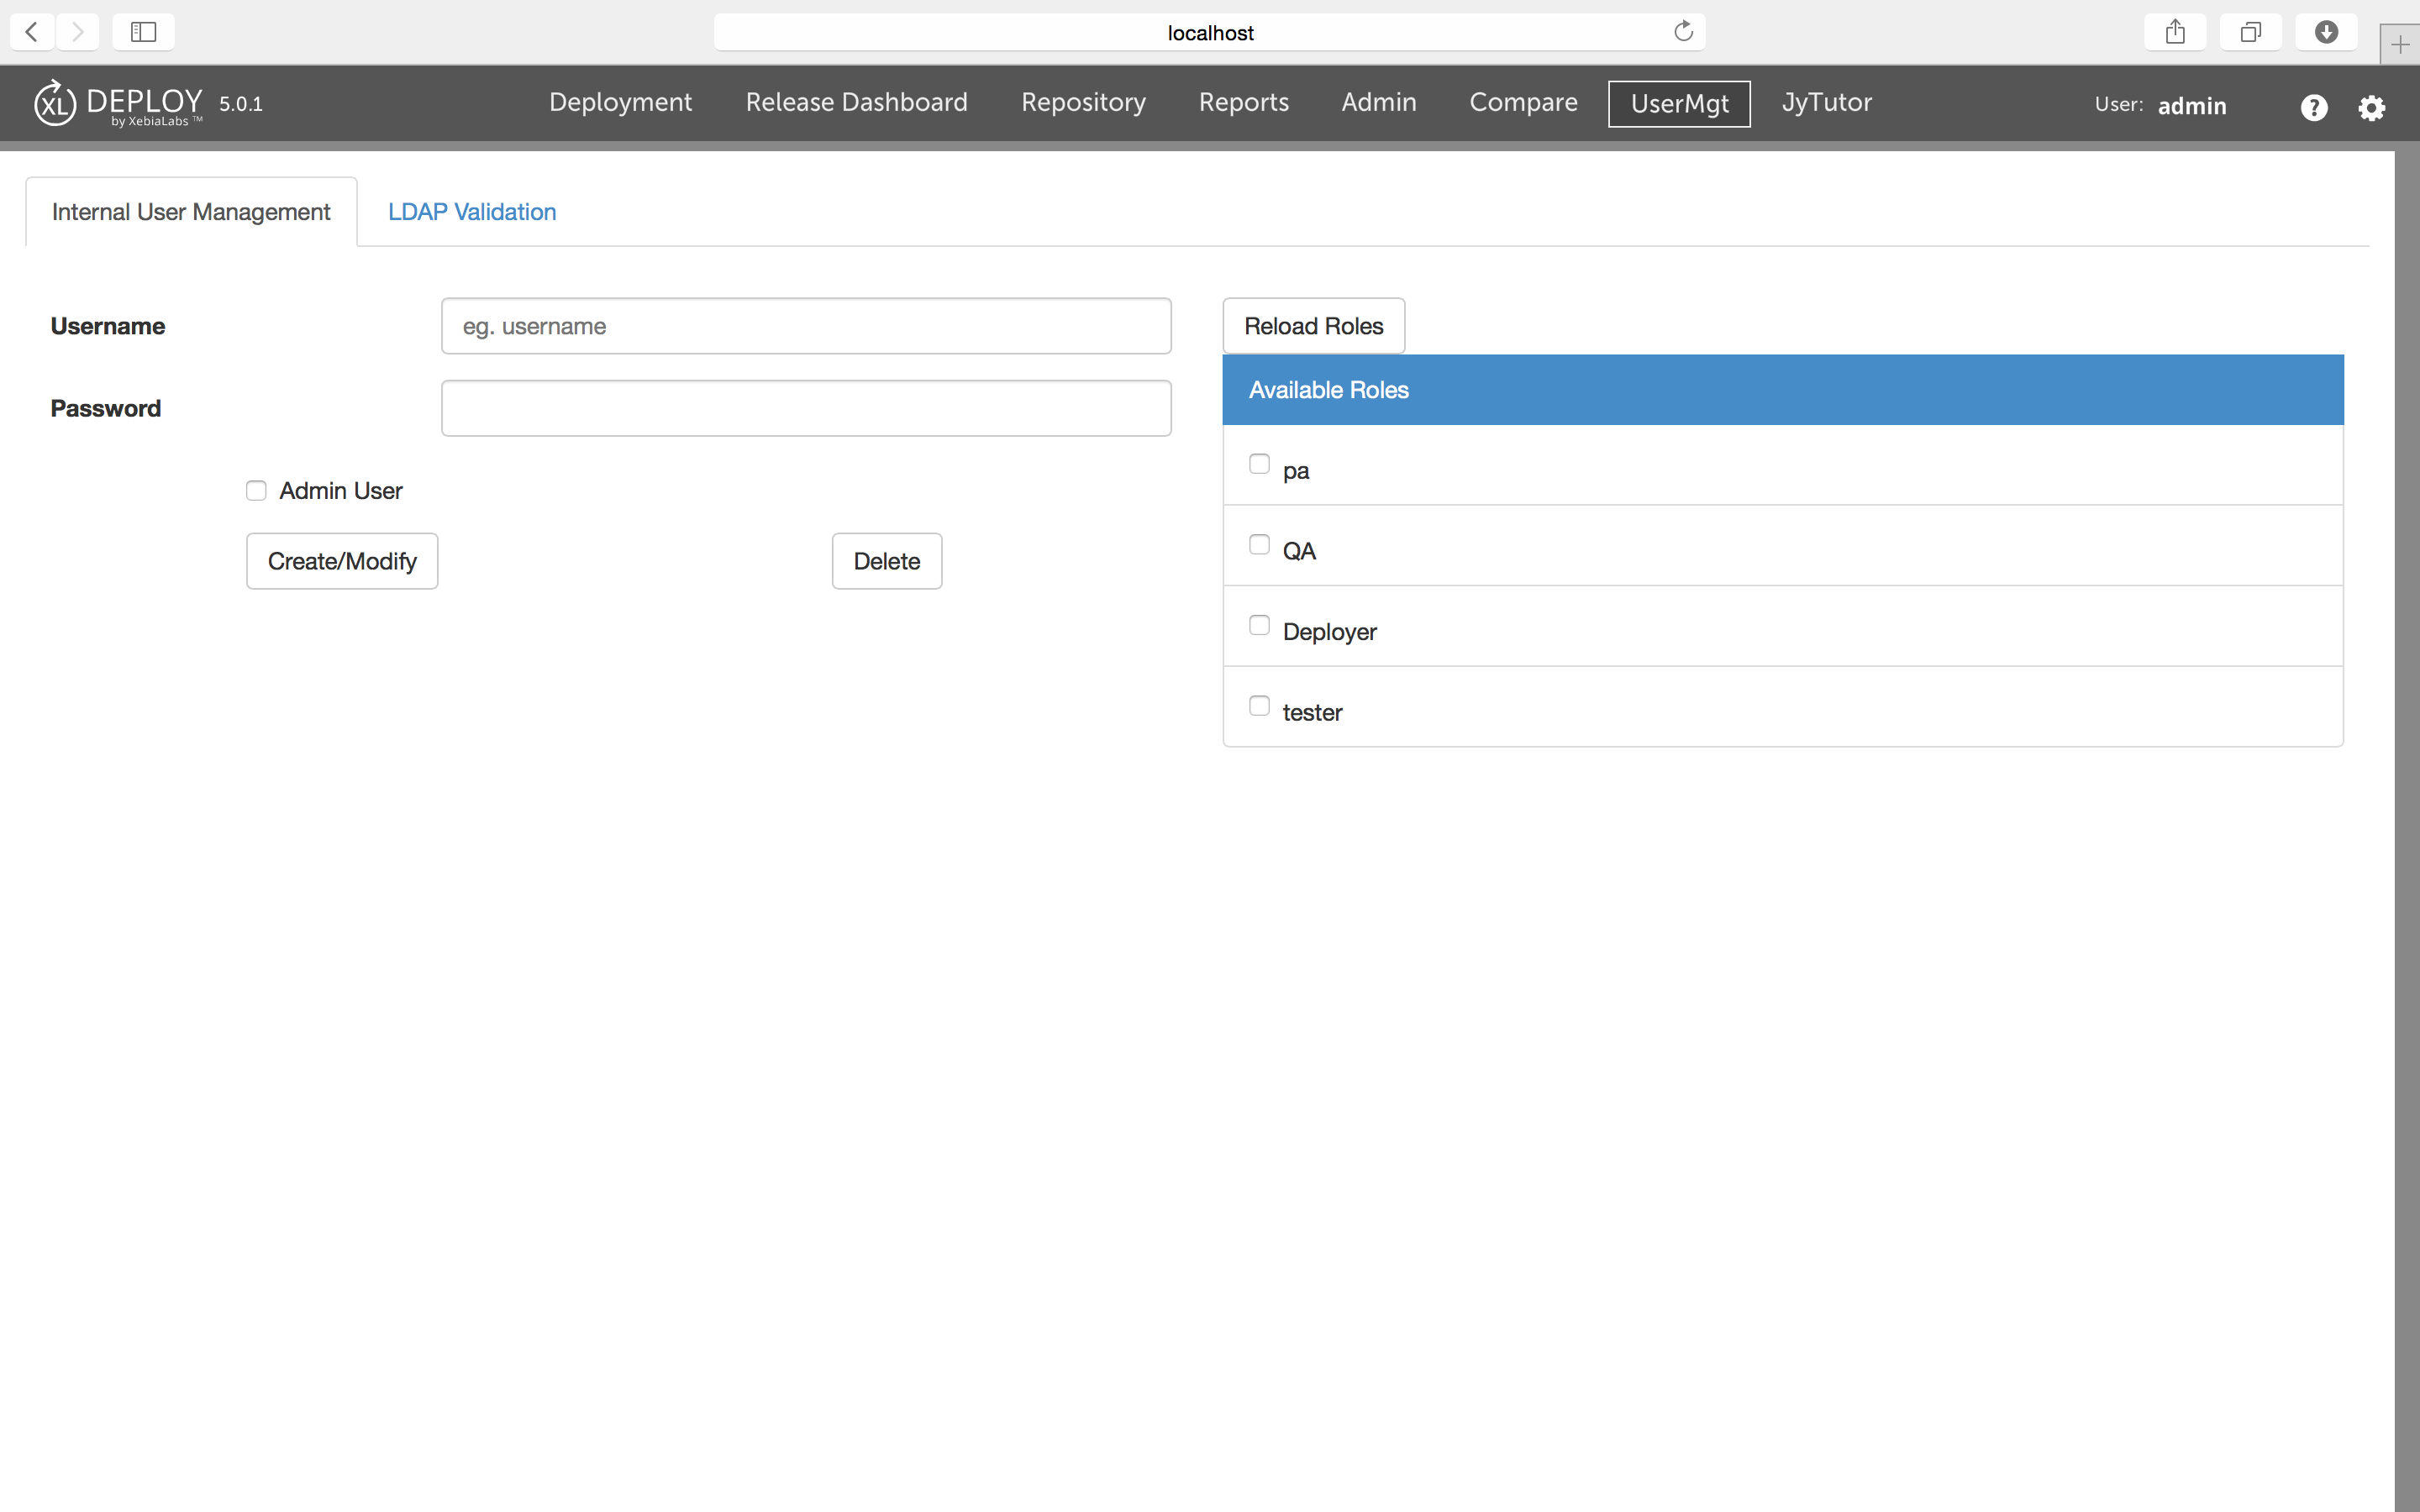 localhost
XL DEPLOY 5.0.1
by XebiaLabs ™
Deployment Release Dashboard Repository Reports Admin Compare UserMgt JyTutor
User: admin
?
Internal User Management LDAP Validation
Username eg. username
Password
Admin User
Create/Modify Delete
Reload Roles
Available Roles
pa
QA
Deployer
tester